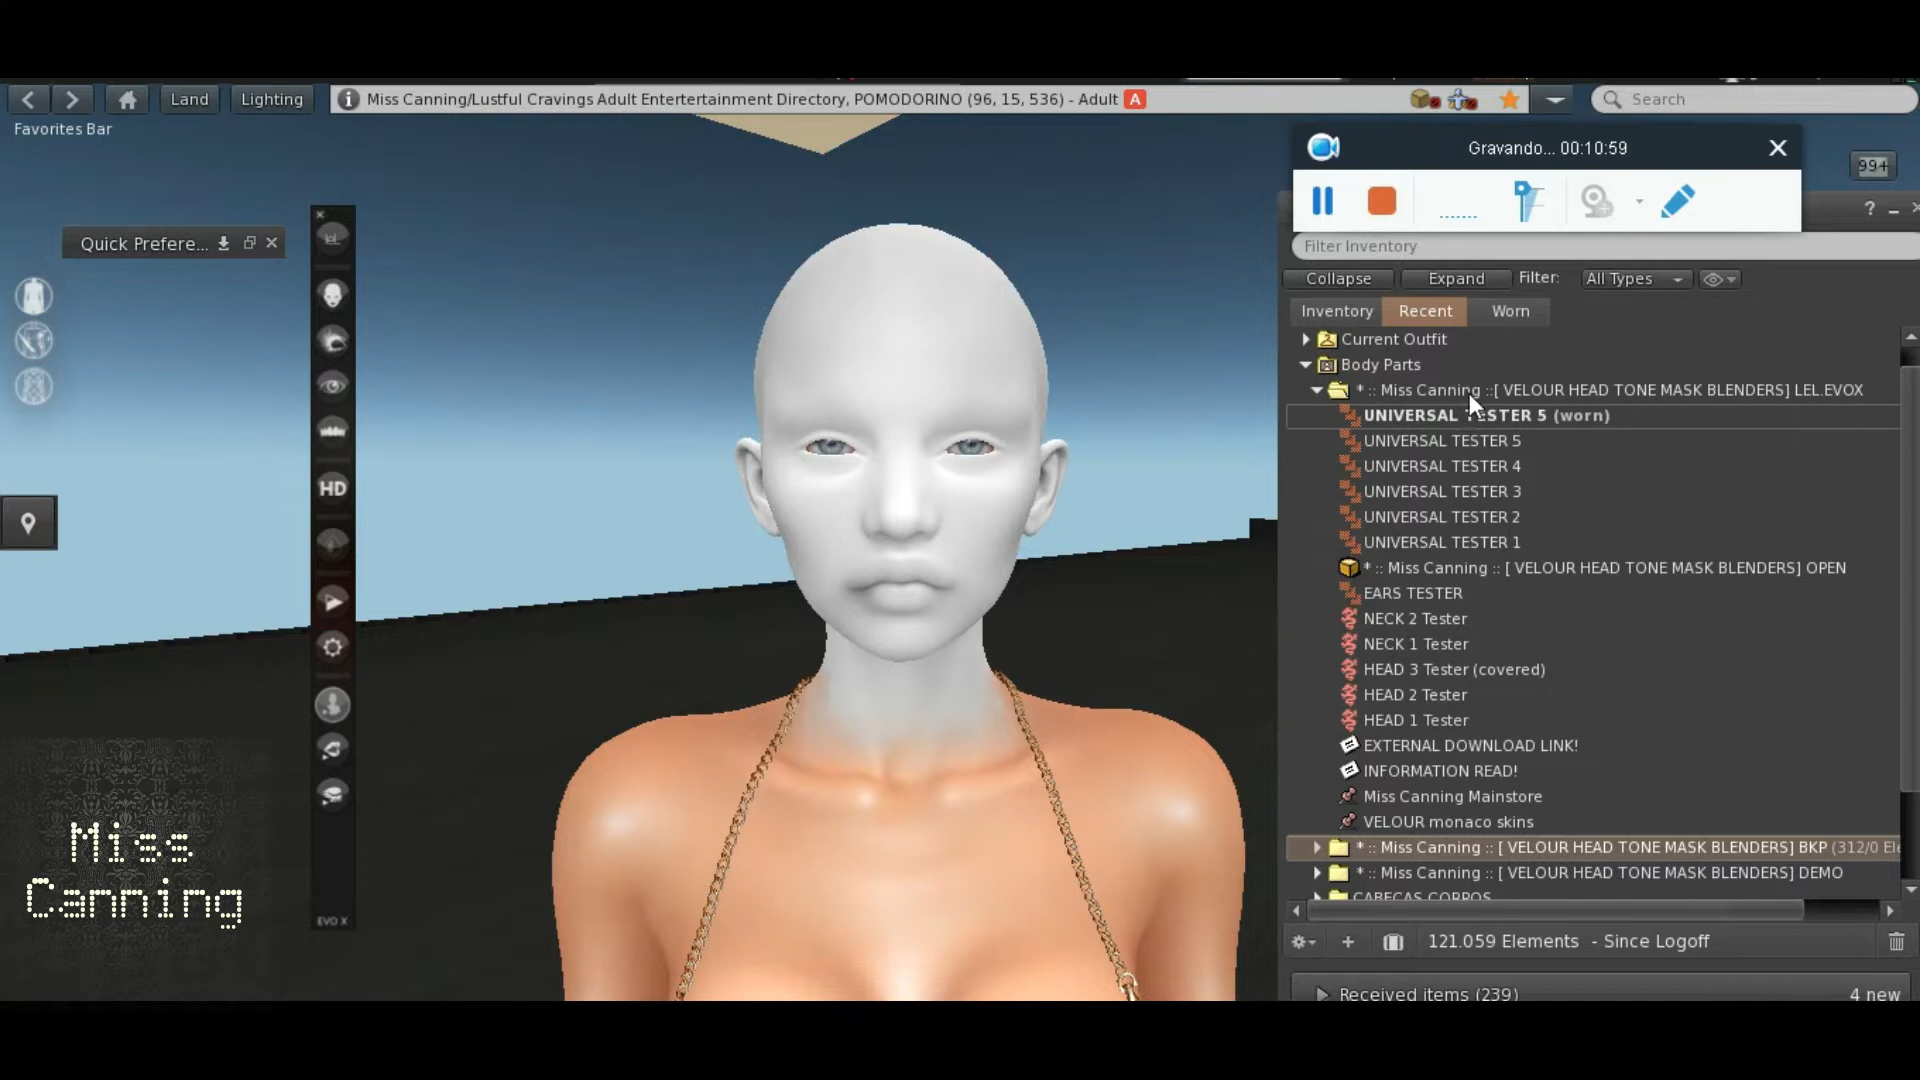 Land
Lighting
Miss Canning/Lustful Cravings Adult Entertertainment Directory, POMODORINO (96, 15, 536) - Adult A
Search
Favorites Bar
Gravando... 00:10:59
99+
Quick Prefere...
?
Filter Inventory
Collapse
Expand
Filter:
All Types
Inventory
Recent
Worn
Current Outfit
Body Parts
* :: Miss Canning ::[ VELOUR HEAD TONE MASK BLENDERS] LEL.EVOX
UNIVERSAL TESTER 5 (worn)
UNIVERSAL TESTER 5
UNIVERSAL TESTER 4
UNIVERSAL TESTER 3
UNIVERSAL TESTER 2
UNIVERSAL TESTER 1
* :: Miss Canning :: [ VELOUR HEAD TONE MASK BLENDERS] OPEN
EARS TESTER
NECK 2 Tester
NECK 1 Tester
HEAD 3 Tester (covered)
HEAD 2 Tester
HEAD 1 Tester
EXTERNAL DOWNLOAD LINK!
INFORMATION READ!
Miss Canning Mainstore
VELOUR monaco skins
* :: Miss Canning :: [ VELOUR HEAD TONE MASK BLENDERS] BKP (312/0 Ele
* :: Miss Canning :: [ VELOUR HEAD TONE MASK BLENDERS] DEMO
CABECAS CORPOS
121.059 Elements - Since Logoff
Received items (239)
4 new
HD
EVO X
Miss
Canning